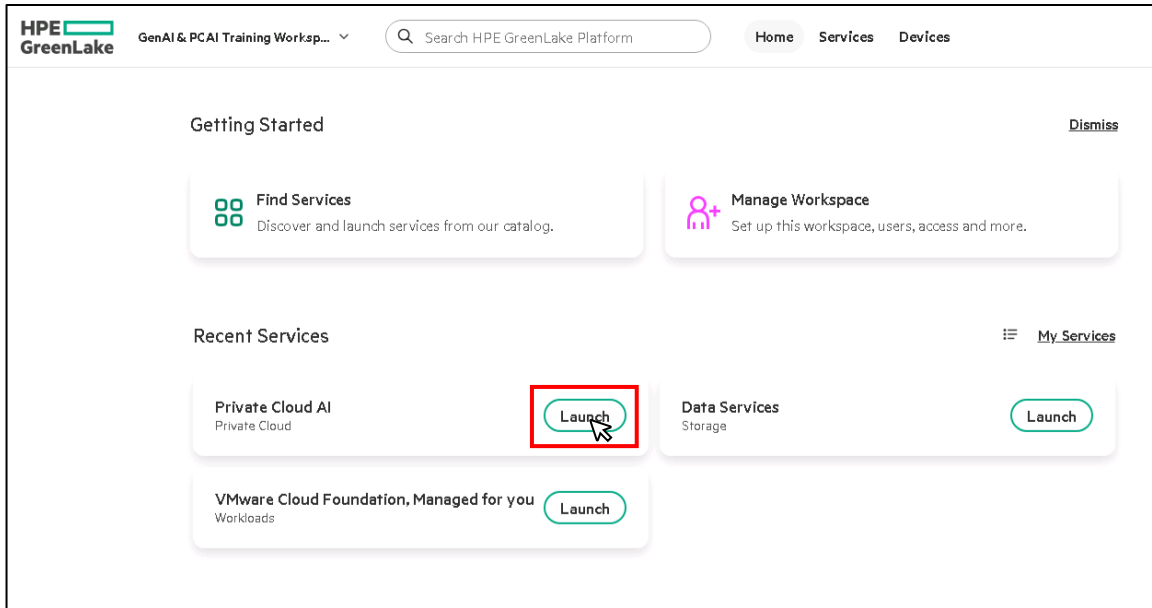 HPE
GreenLake
GenAI & PCAI Training Worksp...
Search HPE GreenLake Platform
Home
Services
Devices
Getting Started
Dismiss
Find Services
Discover and launch services from our catalog.
Manage Workspace
Set up this workspace, users, access and more.
Recent Services
My Services
Private Cloud AI
Private Cloud
Launch
Data Services
Storage
Launch
VMware Cloud Foundation, Managed for you
Workloads
Launch